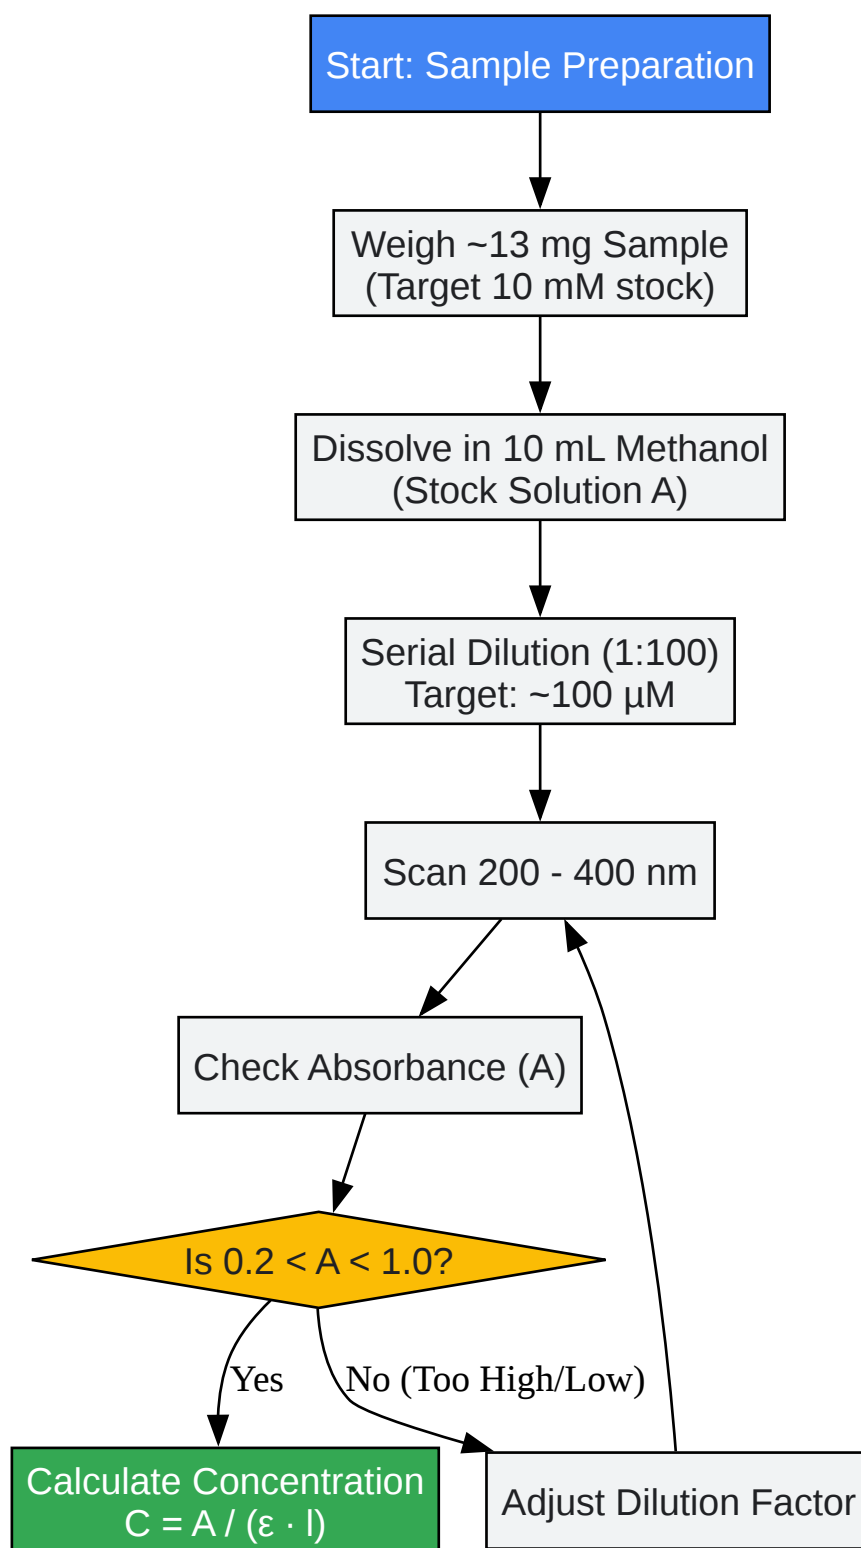 Start: Sample Preparation
Weigh ~13 mg Sample
(Target 10 mM stock)
Dissolve in 10 mL Methanol
(Stock Solution A)
Serial Dilution (1:100)
Target: ~100 µM
Scan 200 - 400 nm
Check Absorbance (A)
Is 0.2 < A < 1.0?
Yes
No (Too High/Low)
Calculate Concentration
C = A / (ε · l)
Adjust Dilution Factor